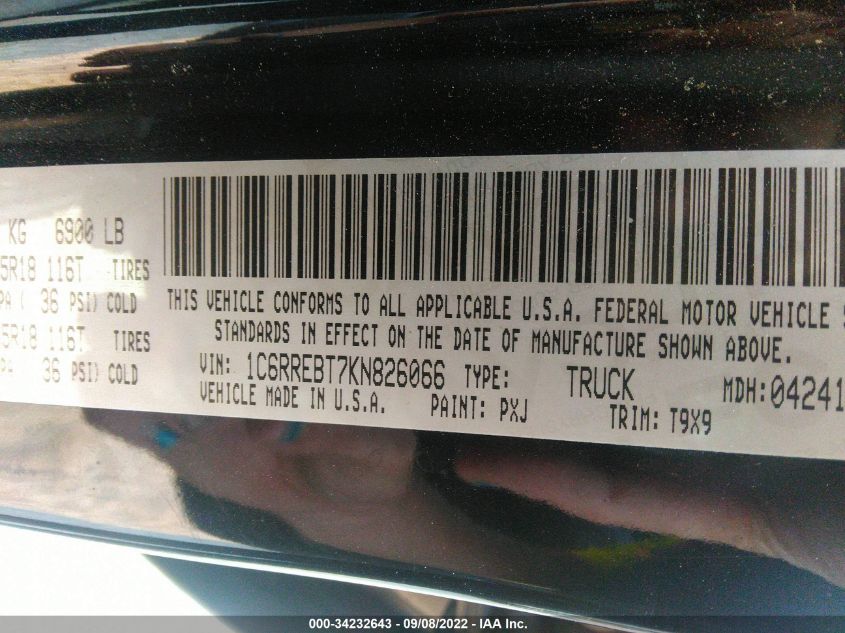 KG 6900 LB
5R18 116T TIRES
PA ( 36 PSI) COLD
5R18 116T TIRES
PA ( 36 PSI) COLD
THIS VEHICLE CONFORMS TO ALL APPLICABLE U.S.A. FEDERAL MOTOR VEHICLE S
STANDARDS IN EFFECT ON THE DATE OF MANUFACTURE SHOWN ABOVE.
VIN: 1C6RREBT7KN826066 TYPE: TRUCK MDH:04241
VEHICLE MADE IN U.S.A. PAINT: PXJ TRIM: T9X9
000-34232643 - 09/08/2022 - IAA Inc.